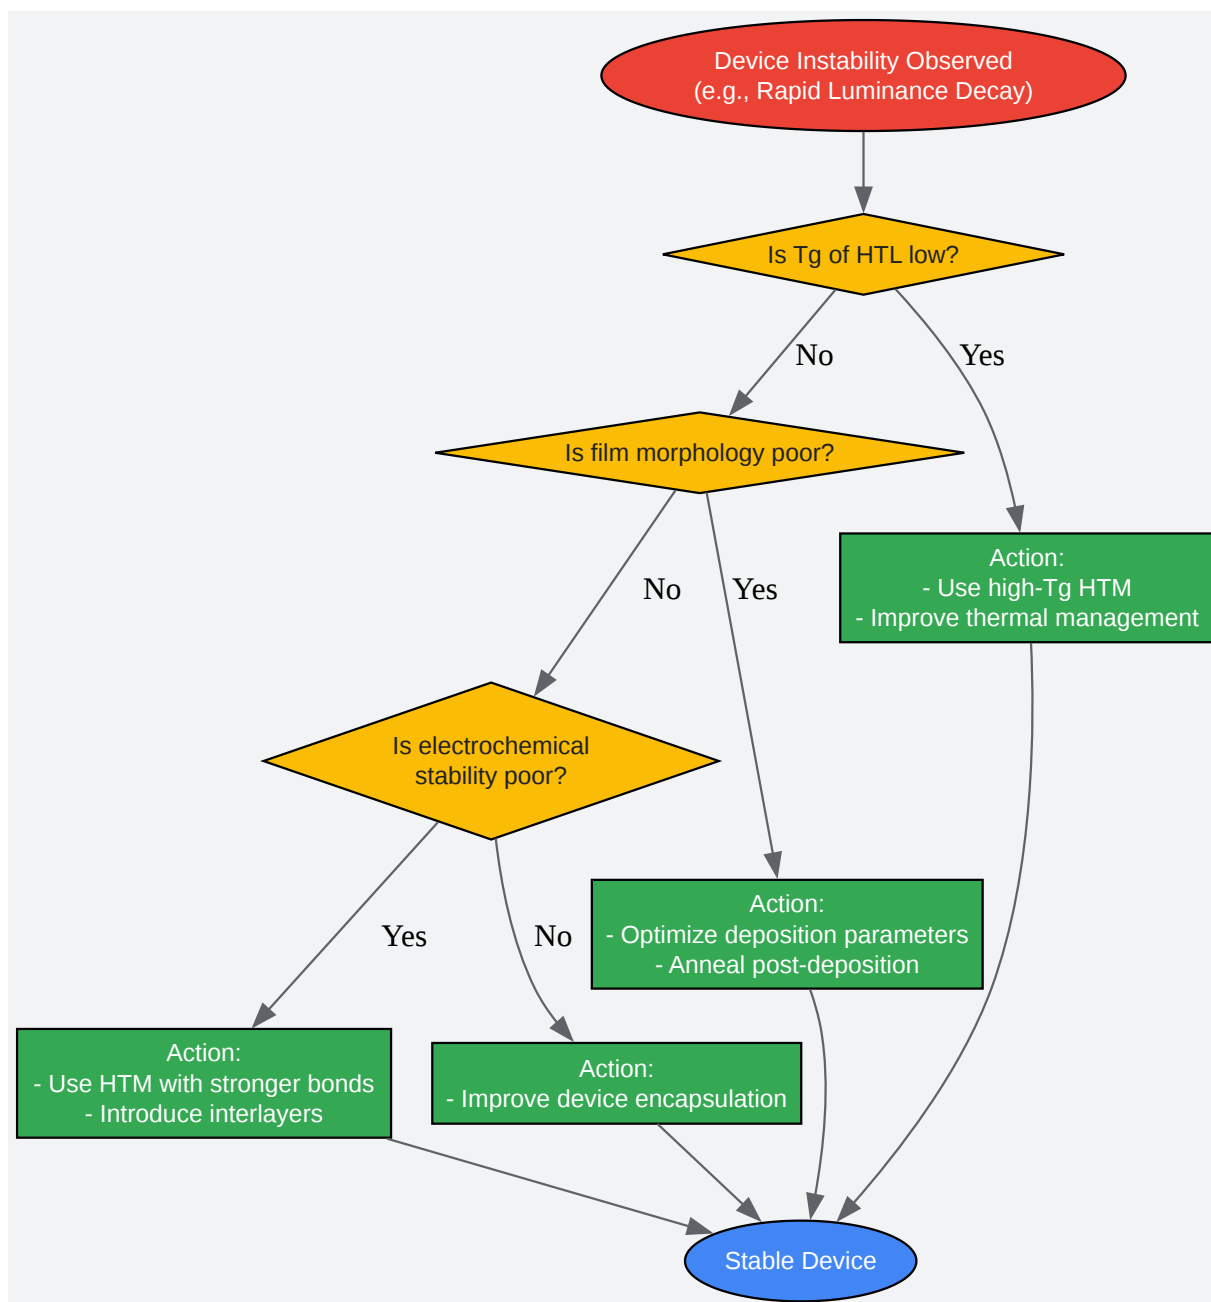 Device Instability Observed
(e.g., Rapid Luminance Decay)
Is Tg of HTL low?
No
Yes
Is film morphology poor?
Action:
- Use high-Tg HTM
- Improve thermal management
No
Yes
Is electrochemical
stability poor?
Action:
- Optimize deposition parameters
- Anneal post-deposition
Yes
No
Action:
- Use HTM with stronger bonds
- Introduce interlayers
Action:
- Improve device encapsulation
Stable Device